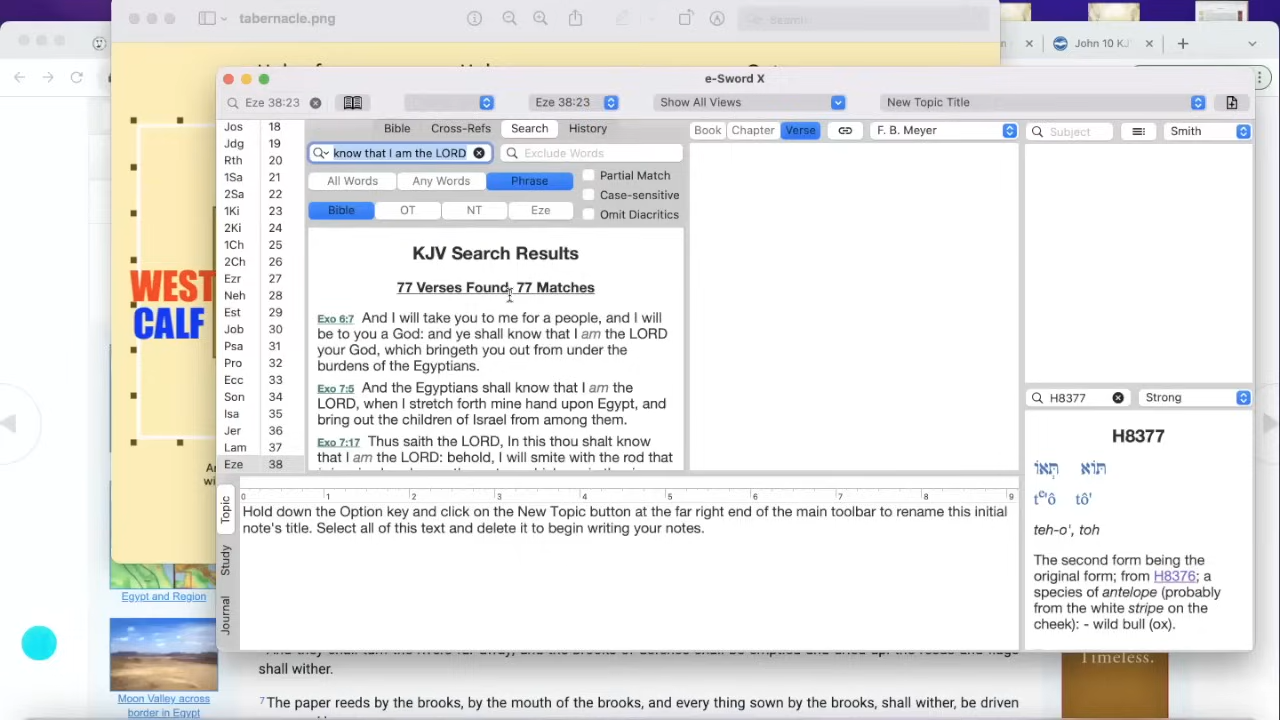 tabernacle.png
Search
John 10 KJ
e-Sword X
Eze 38:23
Eze 38:23
Show All Views
New Topic Title
Jos 18
Jdg 19
Rth 20
1Sa 21
2Sa 22
1Ki 23
2Ki 24
1Ch 25
2Ch 26
Ezr 27
Neh 28
Est 29
Job 30
Psa 31
Pro 32
Ecc 33
Son 34
Isa 35
Jer 36
Lam 37
Eze 38
Bible Cross-Refs Search History
know that I am the LORD
Exclude Words
All Words Any Words Phrase
Partial Match
Case-sensitive
Omit Diacritics
Bible OT NT Eze
KJV Search Results
77 Verses Found, 77 Matches
Exo 6:7 And I will take you to me for a people, and I will
be to you a God: and ye shall know that I am the LORD
your God, which bringeth you out from under the
burdens of the Egyptians.
Exo 7:5 And the Egyptians shall know that I am the
LORD, when I stretch forth mine hand upon Egypt, and
bring out the children of Israel from among them.
Exo 7:17 Thus saith the LORD, In this thou shalt know
that I am the LORD: behold, I will smite with the rod that
Book Chapter Verse
F. B. Meyer
Subject
Smith
H8377
Strong
H8377
תְּאוֹ תּוֹא
teʼô tô'
teh-o', toh
The second form being the
original form; from H8376; a
species of antelope (probably
from the white stripe on the
cheek): - wild bull (ox).
Topic
Study
Journal
0 1 2 3 4 5 6 7 8 9
Hold down the Option key and click on the New Topic button at the far right end of the main toolbar to rename this initial
note's title. Select all of this text and delete it to begin writing your notes.
WEST
CALF
Egypt and Region
Moon Valley across
border in Egypt
shall wither.
7The paper reeds by the brooks, by the mouth of the brooks, and every thing sown by the brooks, shall wither, be driven
Timeless.